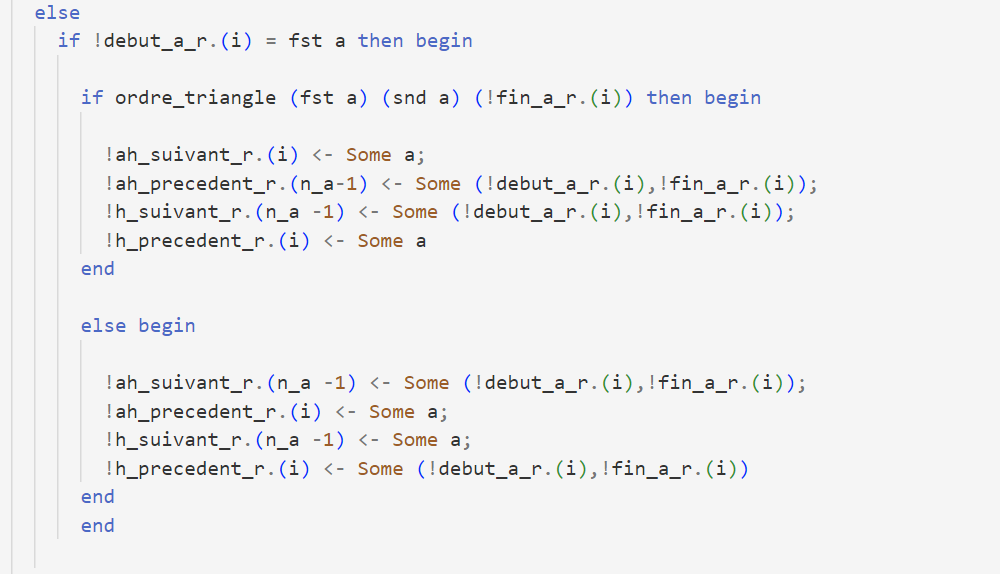 else
if !debut_a_r.(i) = fst a then begin
if ordre_triangle (fst a) (snd a) (!fin_a_r.(i)) then begin
!ah_suivant_r.(i) <- Some a;
!ah_precedent_r.(n_a-1) <- Some (!debut_a_r.(i),!fin_a_r.(i));
!h_suivant_r.(n_a -1) <- Some (!debut_a_r.(i),!fin_a_r.(i));
!h_precedent_r.(i) <- Some a
end
else begin
!ah_suivant_r.(n_a -1) <- Some (!debut_a_r.(i),!fin_a_r.(i));
!ah_precedent_r.(i) <- Some a;
!h_suivant_r.(n_a -1) <- Some a;
!h_precedent_r.(i) <- Some (!debut_a_r.(i),!fin_a_r.(i))
end
end